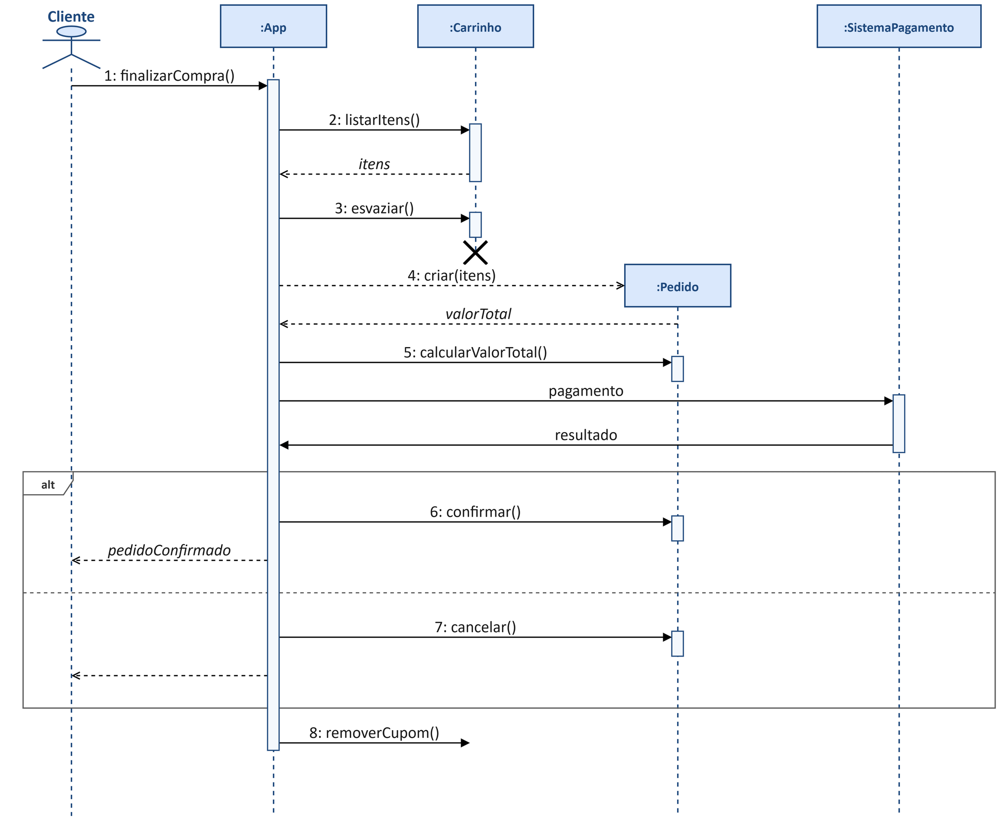 Cliente
:App
:Carrinho
:SistemaPagamento
1: finalizarCompra()
2: listarItens()
itens
3: esvaziar()
4: criar(itens)
:Pedido
valorTotal
5: calcularValorTotal()
pagamento
resultado
alt
6: confirmar()
pedidoConfirmado
7: cancelar()
8: removerCupom()